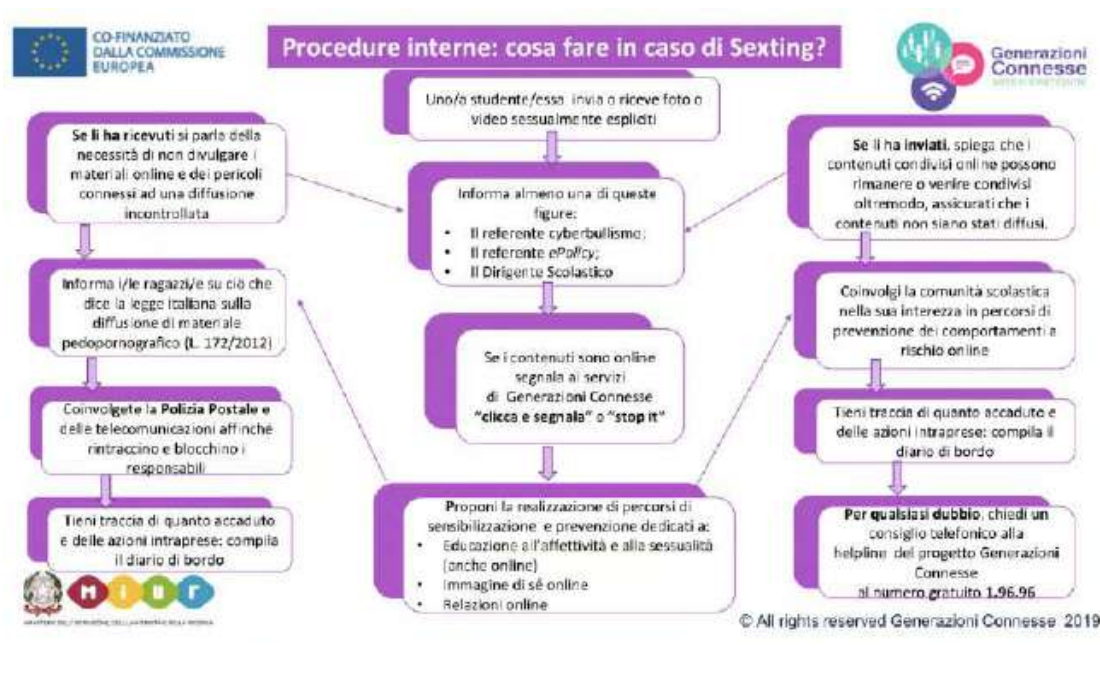 CO-FINANZIATO
DALLA COMMISSIONE
EUROPEA
Procedure interne: cosa fare in caso di Sexting?
Generazioni
Connesse
Uno/a studente/essa invia o riceve foto o
video sessualmente espliciti
Se li ha ricevuti si parla della
necessità di non divulgare i
materiali online e dei pericoli
connessi ad una diffusione
incontrollata
Informa i/le ragazzi/e su ciò che
dice la legge italiana sulla
diffusione di materiale
pedopornografico (L. 172/2012)
Coinvolgete la Polizia Postale e
delle telecomunicazioni affinché
rintraccino e blocchino i
responsabili
Tieni traccia di quanto accaduto
e delle azioni intraprese: compila
il diario di bordo
Informa almeno una di queste
figure:
• Il referente cyberbullismo;
• Il referente ePolicy;
• Il Dirigente Scolastico
Se i contenuti sono online
segnala ai servizi
di Generazioni Connesse
"clicca e segnala" o "stop it"
Proponi la realizzazione di percorsi di
sensibilizzazione e prevenzione dedicati a:
• Educazione all'affettività e alla sessualità
(anche online)
• Immagine di sé online
• Relazioni online
Se li ha inviati, spiega che i
contenuti condivisi online possono
rimanere o venire condivisi
oltremodo, assicurati che i
contenuti non siano stati diffusi.
Coinvolgi la comunità scolastica
nella sua interezza in percorsi di
prevenzione dei comportamenti a
rischio online
Tieni traccia di quanto accaduto e
delle azioni intraprese: compila il
diario di bordo
Per qualsiasi dubbio, chiedi un
consiglio telefonico alla
helpline del progetto Generazioni
Connesse
al numero gratuito 1.96.96
MIUR
© All rights reserved Generazioni Connesse 2019